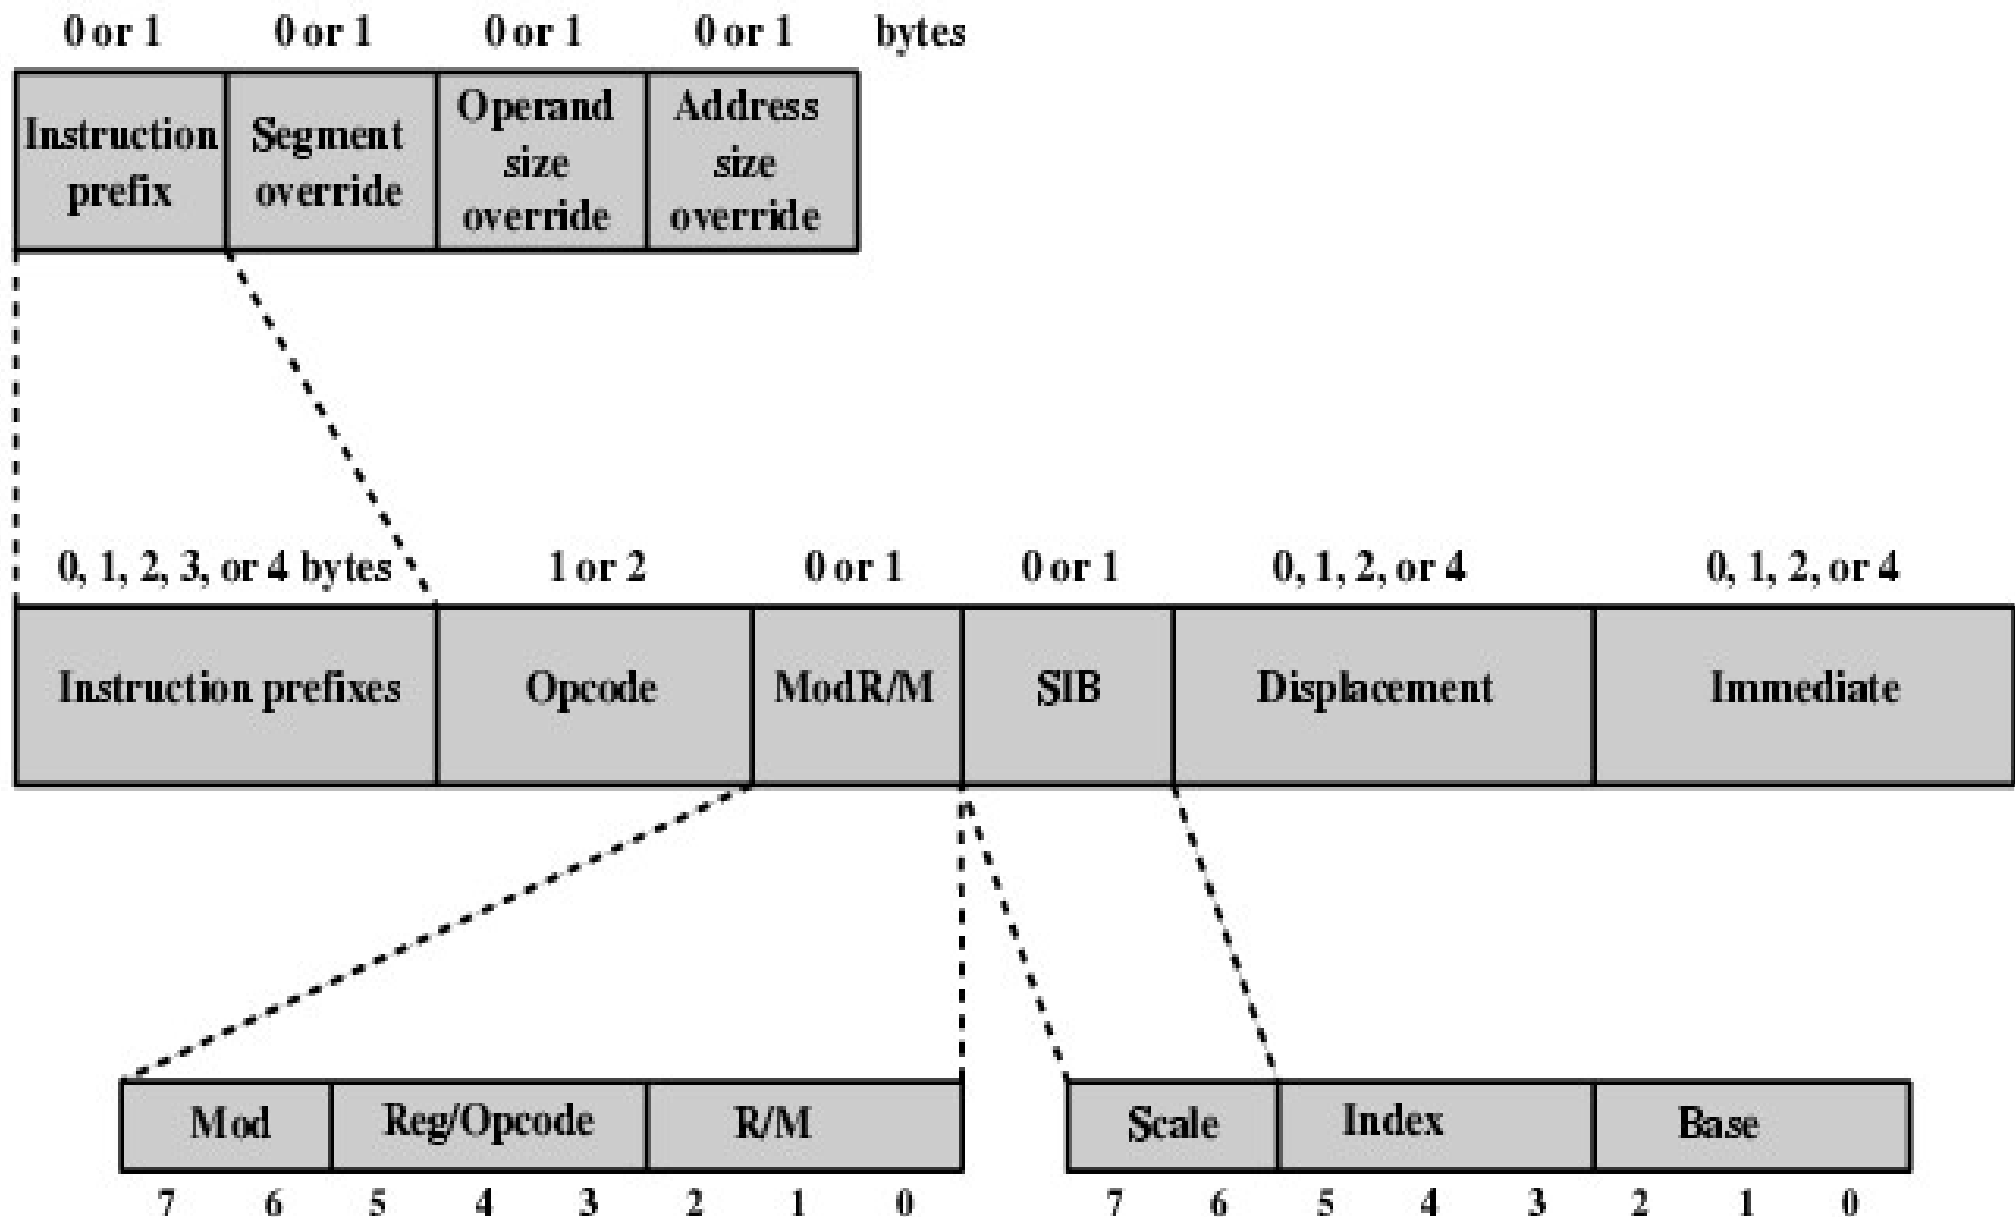 0 or 1 0 or 1 0 or 1 0 or 1 bytes
Instruction prefix
Segment override
Operand size override
Address size override
0, 1, 2, 3, or 4 bytes 1 or 2 0 or 1 0 or 1 0, 1, 2, or 4 0, 1, 2, or 4
Instruction prefixes Opcode ModR/M SIB Displacement Immediate
Mod Reg/Opcode R/M Scale Index Base
7 6 5 4 3 2 1 0 7 6 5 4 3 2 1 0